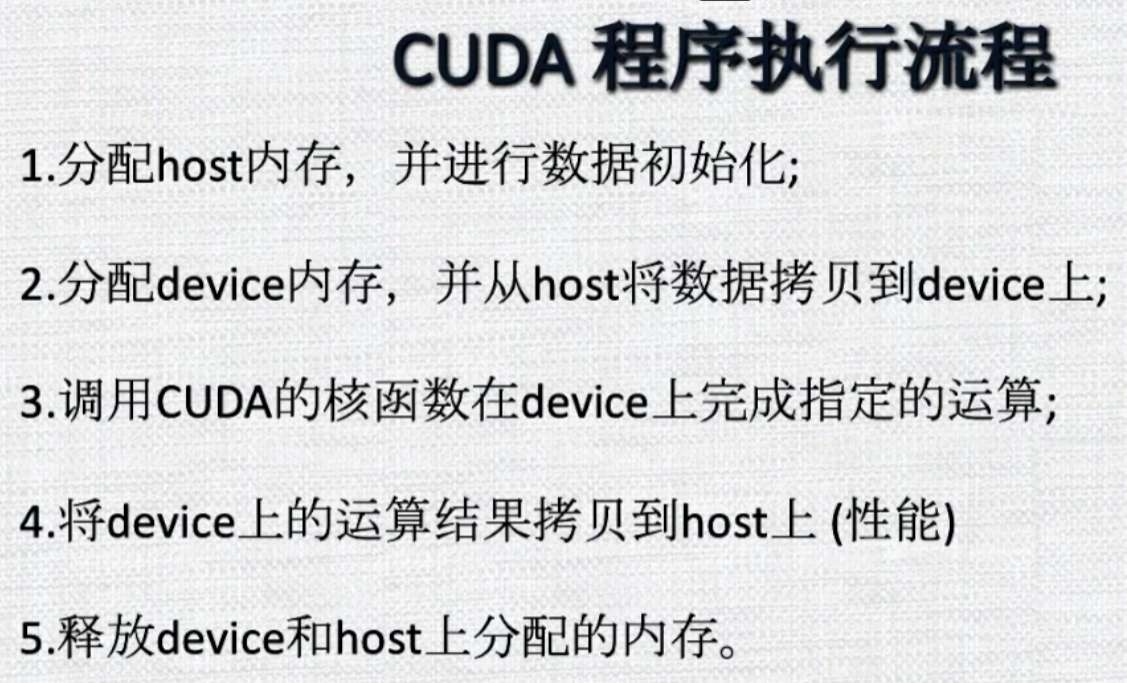 CUDA 程序执行流程
1.分配host内存，并进行数据初始化;
2.分配device内存，并从host将数据拷贝到device上;
3.调用CUDA的核函数在device上完成指定的运算;
4.将device上的运算结果拷贝到host上 (性能)
5.释放device和host上分配的内存。